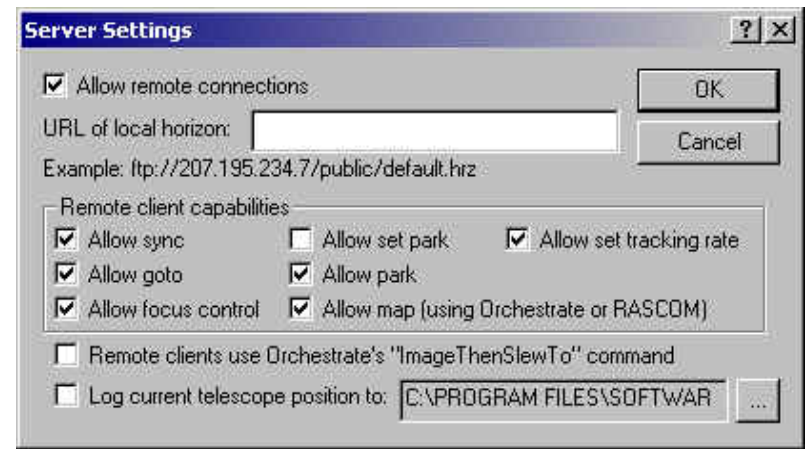 Server Settings
Allow remote connections
OK
URL of local horizon:
Cancel
Example: ftp://207.195.234.7/public/default.hrz
Remote client capabilities
Allow sync
Allow set park
Allow set tracking rate
Allow goto
Allow park
Allow focus control
Allow map (using Orchestrate or RASCOM)
Remote clients use Orchestrate's "ImageThenSlewTo" command
Log current telescope position to: C:\PROGRAM FILES\SOFTWAR ...